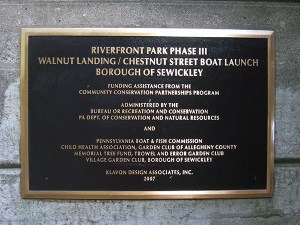 RIVERFRONT PARK PHASE III
WALNUT LANDING / CHESTNUT STREET BOAT LAUNCH
BOROUGH OF SEWICKLEY
FUNDING ASSISTANCE FROM THE
COMMUNITY CONSERVATION PARTNERSHIPS PROGRAM
ADMINISTERED BY THE
BUREAU OR RECREATION AND CONSERVATION
PA DEPT. OF CONSERVATION AND NATURAL RESOURCES
AND
PENNSYLVANIA BOAT & FISH COMMISSION
CHILD HEALTH ASSOCIATION, GARDEN CLUB OF ALLEGHENY COUNTY
MEMORIAL TREE FUND, TROWEL AND ERROR GARDEN CLUB
VILLAGE GARDEN CLUB, BOROUGH OF SEWICKLEY
KLAVON DESIGN ASSOCIATES, INC.
2007